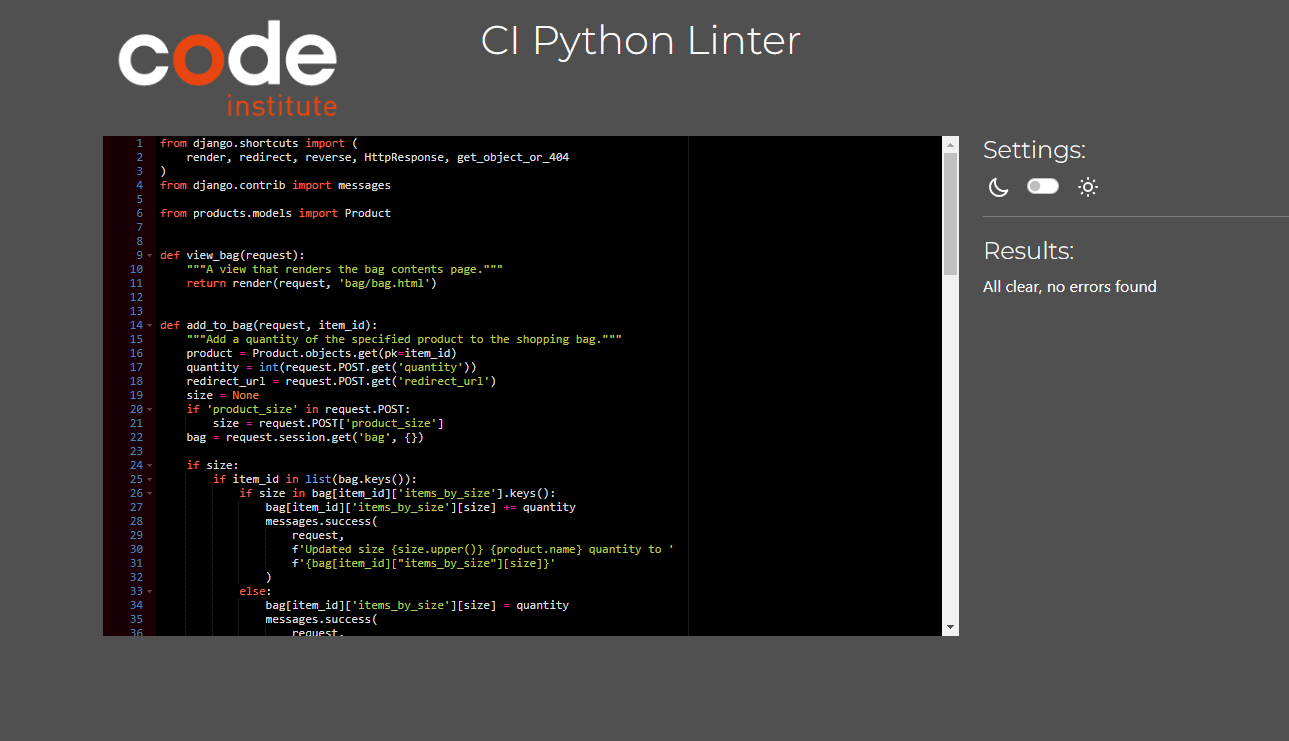 code
institute
CI Python Linter
1 from django.shortcuts import (
2     render, redirect, reverse, HttpResponse, get_object_or_404
3 )
4 from django.contrib import messages
5
6 from products.models import Product
7
8
9 def view_bag(request):
10     """A view that renders the bag contents page."""
11     return render(request, 'bag/bag.html')
12
13
14 def add_to_bag(request, item_id):
15     """Add a quantity of the specified product to the shopping bag."""
16     product = Product.objects.get(pk=item_id)
17     quantity = int(request.POST.get('quantity'))
18     redirect_url = request.POST.get('redirect_url')
19     size = None
20     if 'product_size' in request.POST:
21         size = request.POST['product_size']
22     bag = request.session.get('bag', {})
23
24     if size:
25         if item_id in list(bag.keys()):
26             if size in bag[item_id]['items_by_size'].keys():
27                 bag[item_id]['items_by_size'][size] += quantity
28                 messages.success(
29                     request,
30                     f'Updated size {size.upper()} {product.name} quantity to '
31                     f'{bag[item_id]["items_by_size"][size]}'
32                 )
33             else:
34                 bag[item_id]['items_by_size'][size] = quantity
35                 messages.success(
36                     request,
Settings:
Results:
All clear, no errors found